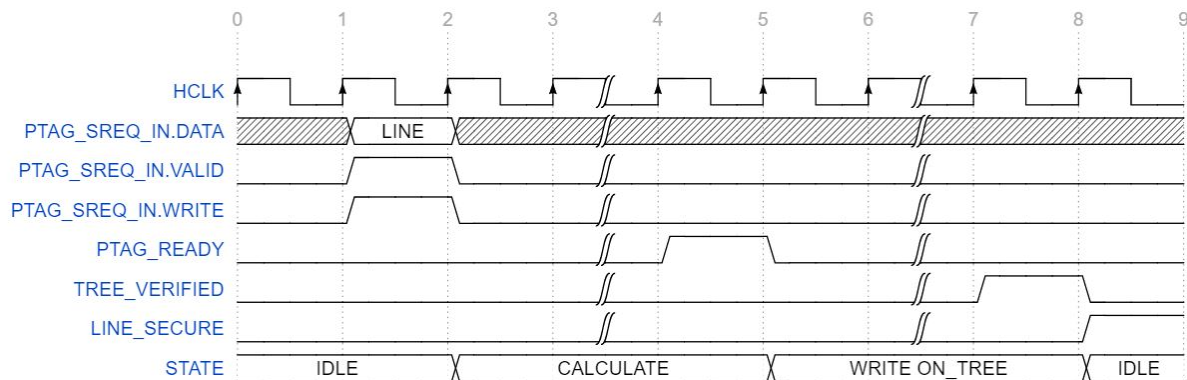 0 1 2 3 4 5 6 7 8 9
HCLK
PTAG_SREQ_IN.DATA LINE
PTAG_SREQ_IN.VALID
PTAG_SREQ_IN.WRITE
PTAG_READY
TREE_VERIFIED
LINE_SECURE
STATE IDLE CALCULATE WRITE ON_TREE IDLE